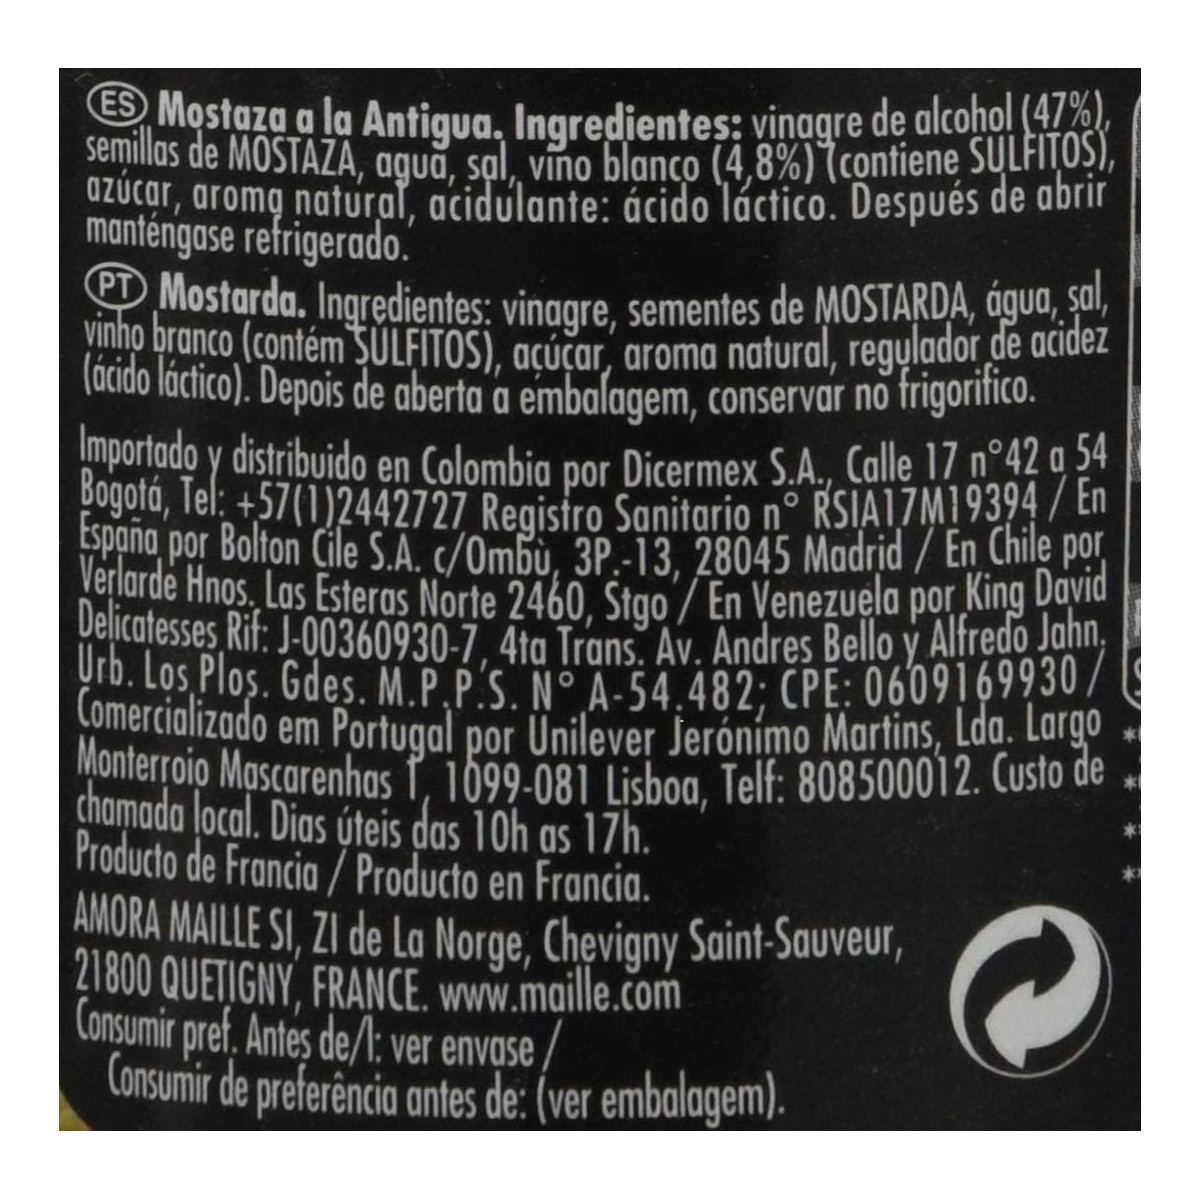 ES Mostaza a la Antigua. Ingredientes: vinagre de alcohol (47%),
semillas de MOSTAZA, agua, sal, vino blanco (4,8%) (contiene SULFITOS),
azúcar, aroma natural, acidulante: ácido láctico. Después de abrir
manténgase refrigerado.
PT Mostarda. Ingredientes: vinagre, sementes de MOSTARDA, água, sal,
vinho branco (contém SULFITOS), açúcar, aroma natural, regulador de acidez
(ácido láctico). Depois de aberta a embalagem, conservar no frigorifico.
Importado y distribuido en Colombia por Dicermex S.A., Calle 17 n°42 a 54
Bogotá, Tel: +57(1)2442727 Registro Sanitario n° RSIA17M19394 / En
España por Bolton Cile S.A. c/Ombù, 3P.-13, 28045 Madrid / En Chile por
Verlarde Hnos. Las Esteras Norte 2460, Stgo / En Venezuela por King David
Delicatesses Rif: J-00360930-7, 4ta Trans. Av. Andres Bello y Alfredo Jahn.
Urb. Los Plos. Gdes. M.P.P.S. N° A-54.482; CPE: 0609169930 /
Comercializado em Portugal por Unilever Jerónimo Martins, Lda. Largo
Monterroio Mascarenhas 1, 1099-081 Lisboa, Telf: 808500012. Custo de
chamada local. Dias úteis das 10h as 17h.
Producto de Francia / Producto en Francia.
AMORA MAILLE SI, ZI de La Norge, Chevigny Saint-Sauveur,
21800 QUETIGNY, FRANCE. www.maille.com
Consumir pref. Antes de/l: ver envase /
Consumir de preferência antes de: (ver embalagem).